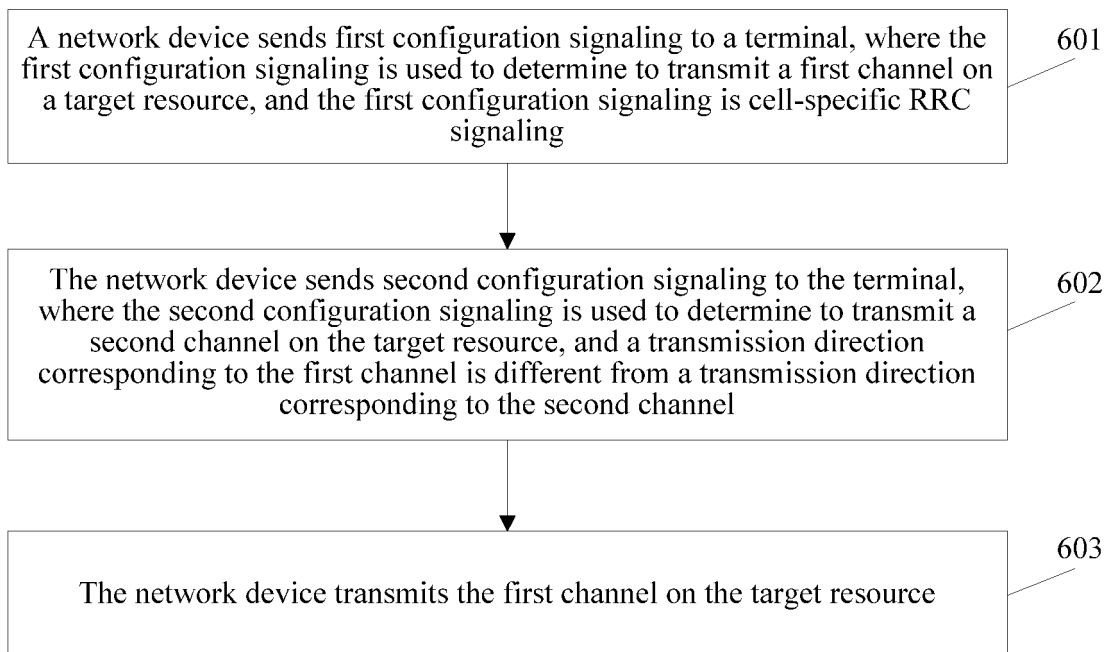 A network device sends first configuration signaling to a terminal, where the
first configuration signaling is used to determine to transmit a first channel on
a target resource, and the first configuration signaling is cell-specific RRC
signaling
601
The network device sends second configuration signaling to the terminal,
where the second configuration signaling is used to determine to transmit a
second channel on the target resource, and a transmission direction
corresponding to the first channel is different from a transmission direction
corresponding to the second channel
602
The network device transmits the first channel on the target resource
603